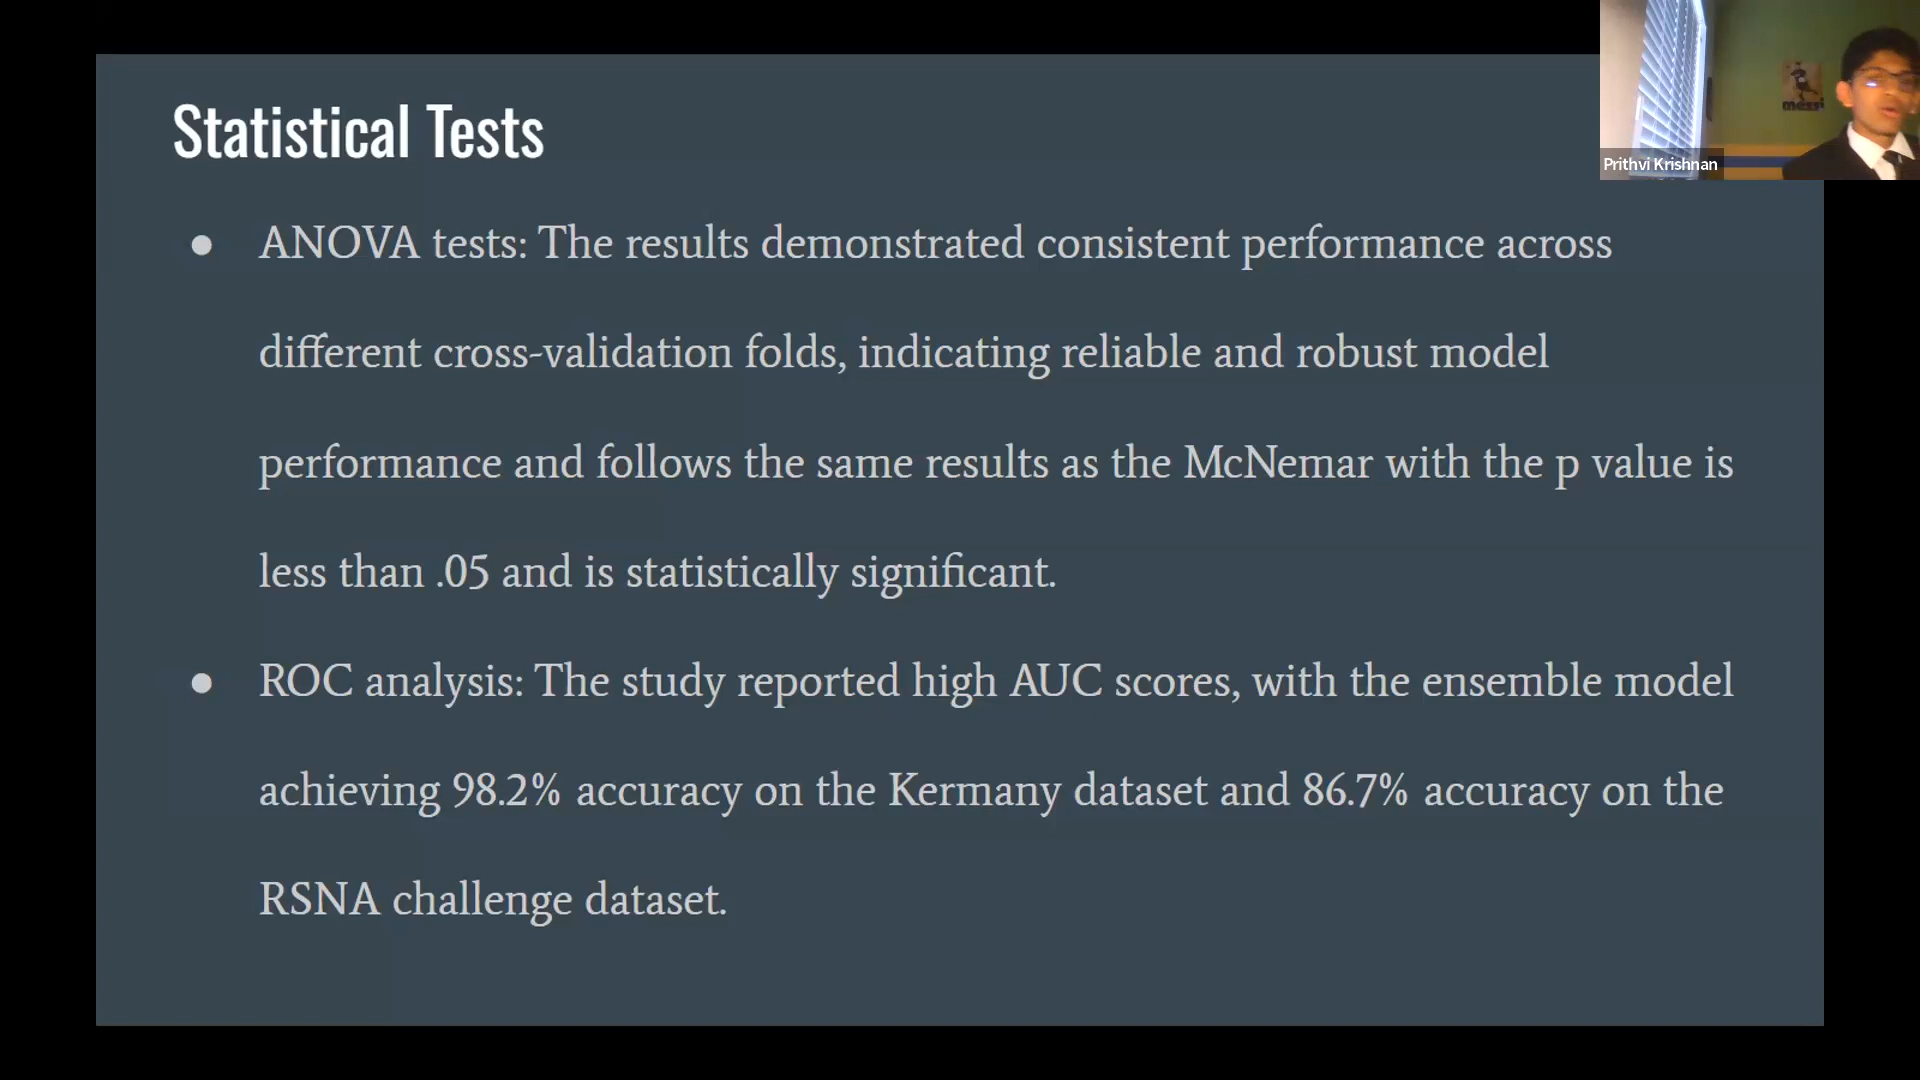 Statistical Tests
● ANOVA tests: The results demonstrated consistent performance across
different cross-validation folds, indicating reliable and robust model
performance and follows the same results as the McNemar with the p value is
less than .05 and is statistically significant.
● ROC analysis: The study reported high AUC scores, with the ensemble model
achieving 98.2% accuracy on the Kermany dataset and 86.7% accuracy on the
RSNA challenge dataset.
messi
Prithvi Krishnan